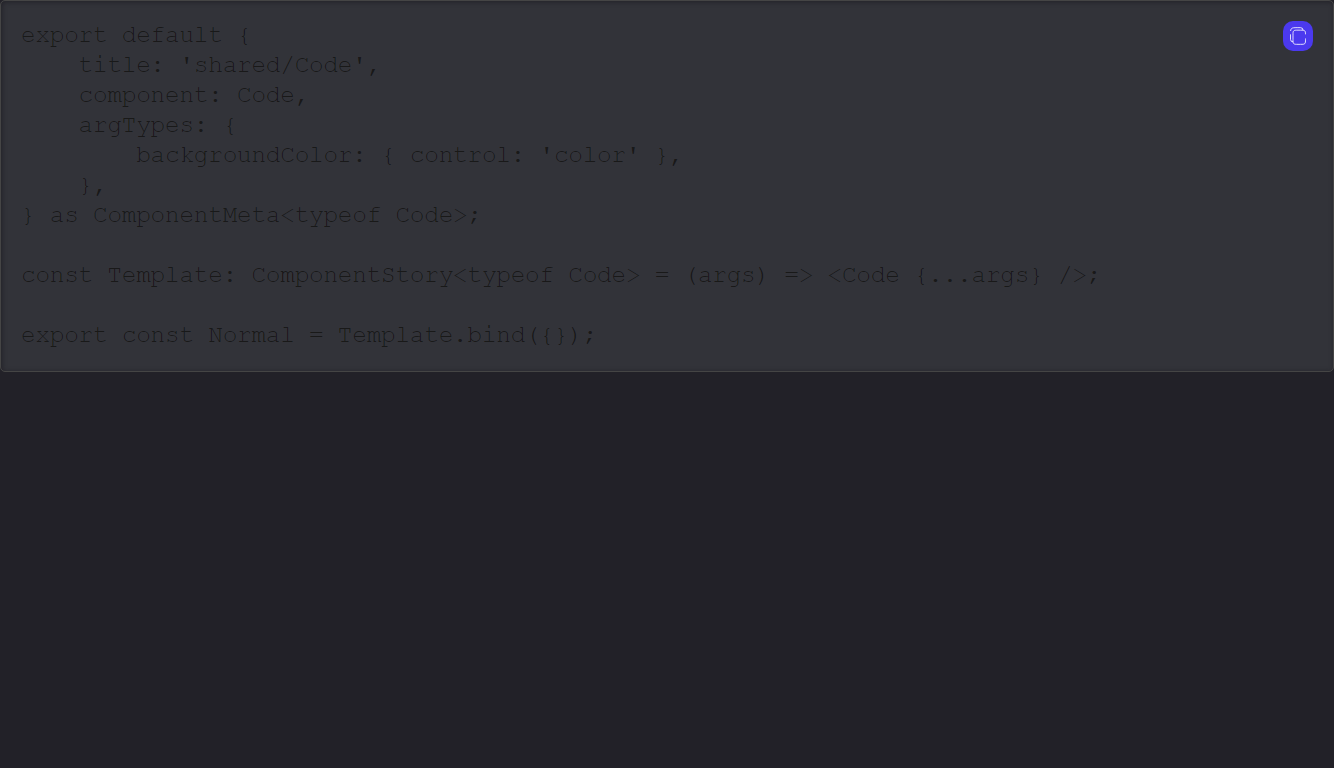 export default {
    title: 'shared/Code',
    component: Code,
    argTypes: {
        backgroundColor: { control: 'color' },
    },
} as ComponentMeta<typeof Code>;

const Template: ComponentStory<typeof Code> = (args) => <Code {...args} />;

export const Normal = Template.bind({});